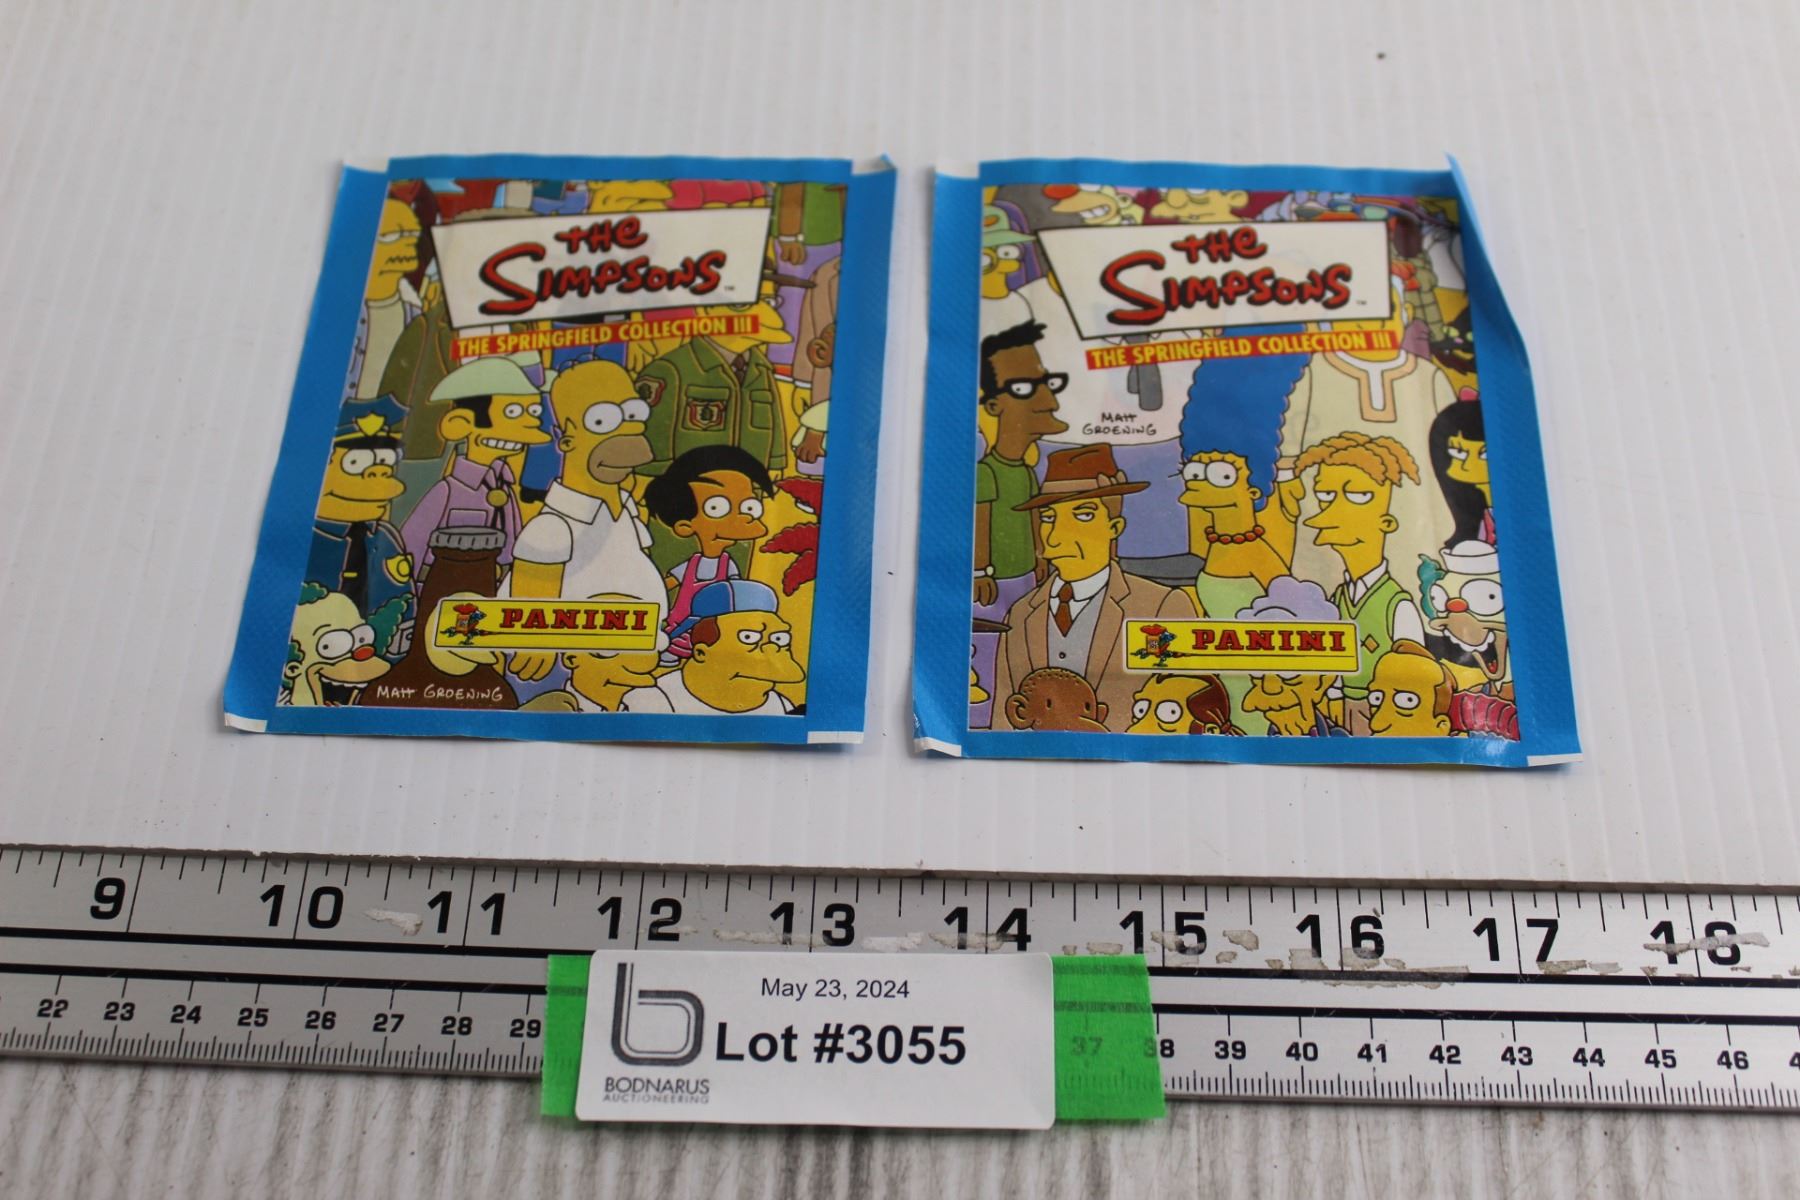 THE
SIMPSONS™
THE SPRINGFIELD COLLECTION III
PANINI
MATT GROENING
THE
SIMPSONS™
THE SPRINGFIELD COLLECTION III
MATT
GROENING
PANINI
9 10 11 12 13 14 15 16 17 18
22 23 24 25 26 27 28 29 37 38 39 40 41 42 43 44 45 46
May 23, 2024
Lot #3055
BODNARUS
AUCTIONEERING